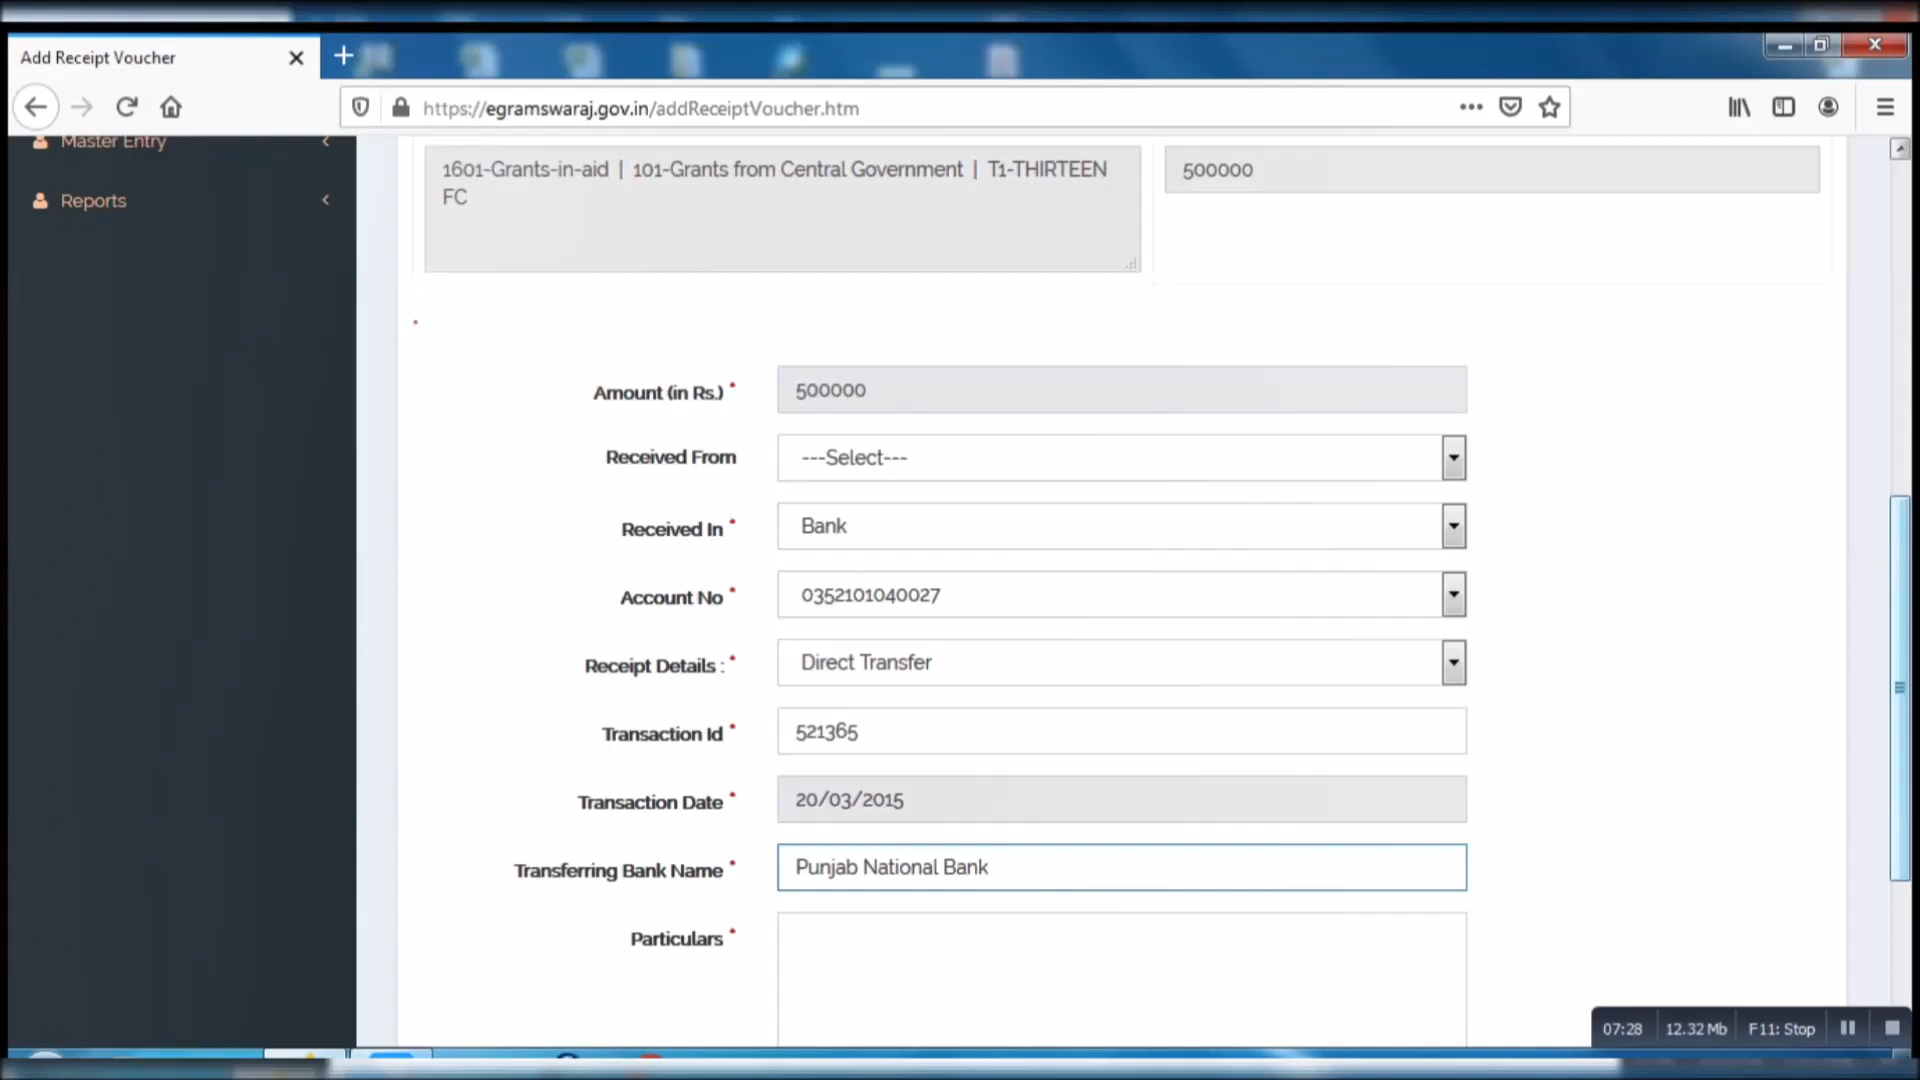 Add Receipt Voucher
https://egramswaraj.gov.in/addReceiptVoucher.htm
Master Entry
Reports
1601-Grants-in-aid | 101-Grants from Central Government | T1-THIRTEEN
FC
500000
*
Amount (in Rs.) * 500000
Received From ---Select---
Received In * Bank
Account No * 0352101040027
Receipt Details : * Direct Transfer
Transaction Id * 521365
Transaction Date * 20/03/2015
Transferring Bank Name * Punjab National Bank
Particulars *
07:28 12.32 Mb F11: Stop